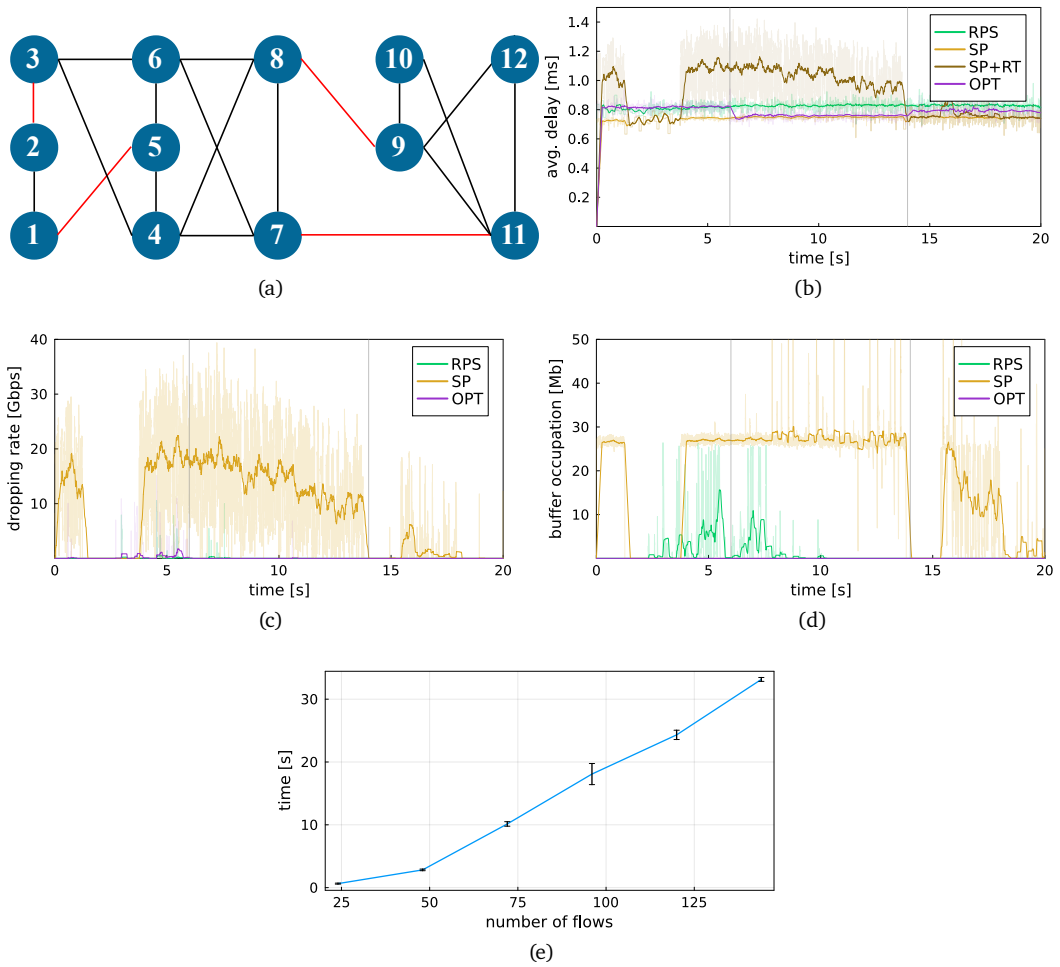 3 6 8 10 12
2 5 9
1 4 7 11
(a)
avg. delay [ms]
1.4
1.2
1.0
0.8
0.6
0.4
0.2
0 5 10 15 20
time [s]
RPS
SP
SP+RT
OPT
(b)
dropping rate [Gbps]
40
30
20
10
0 5 10 15 20
time [s]
RPS
SP
OPT
(c)
buffer occupation [Mb]
50
40
30
20
10
0 5 10 15 20
time [s]
RPS
SP
OPT
(d)
time [s]
30
20
10
0
25 50 75 100 125
number of flows
(e)